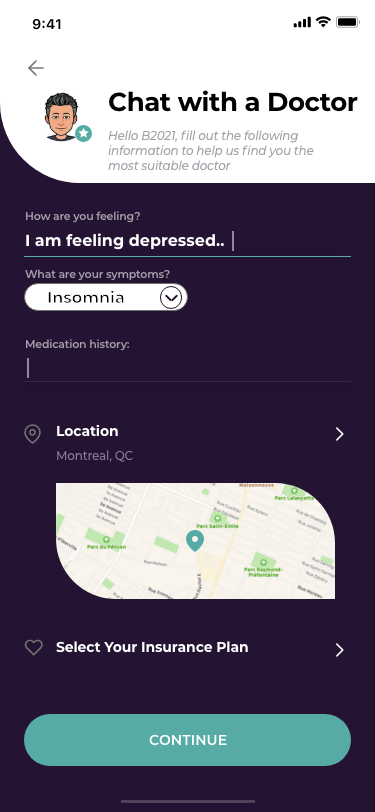 9:41
Chat with a Doctor
Hello B2021, fill out the following
information to help us find you the
most suitable doctor
How are you feeling?
I am feeling depressed..
What are your symptoms?
Insomnia
Medication history:
Location
Montreal, QC
Maisonneuve
Parc Lafontaine
Parc Saint-Émile
Parc du Pélican
Parc Raymond-
Préfontaine
Select Your Insurance Plan
CONTINUE